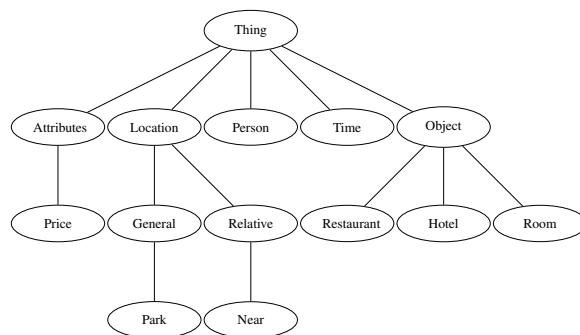 Thing
Attributes Location Person Time Object
Price General Relative Restaurant Hotel Room
Park Near